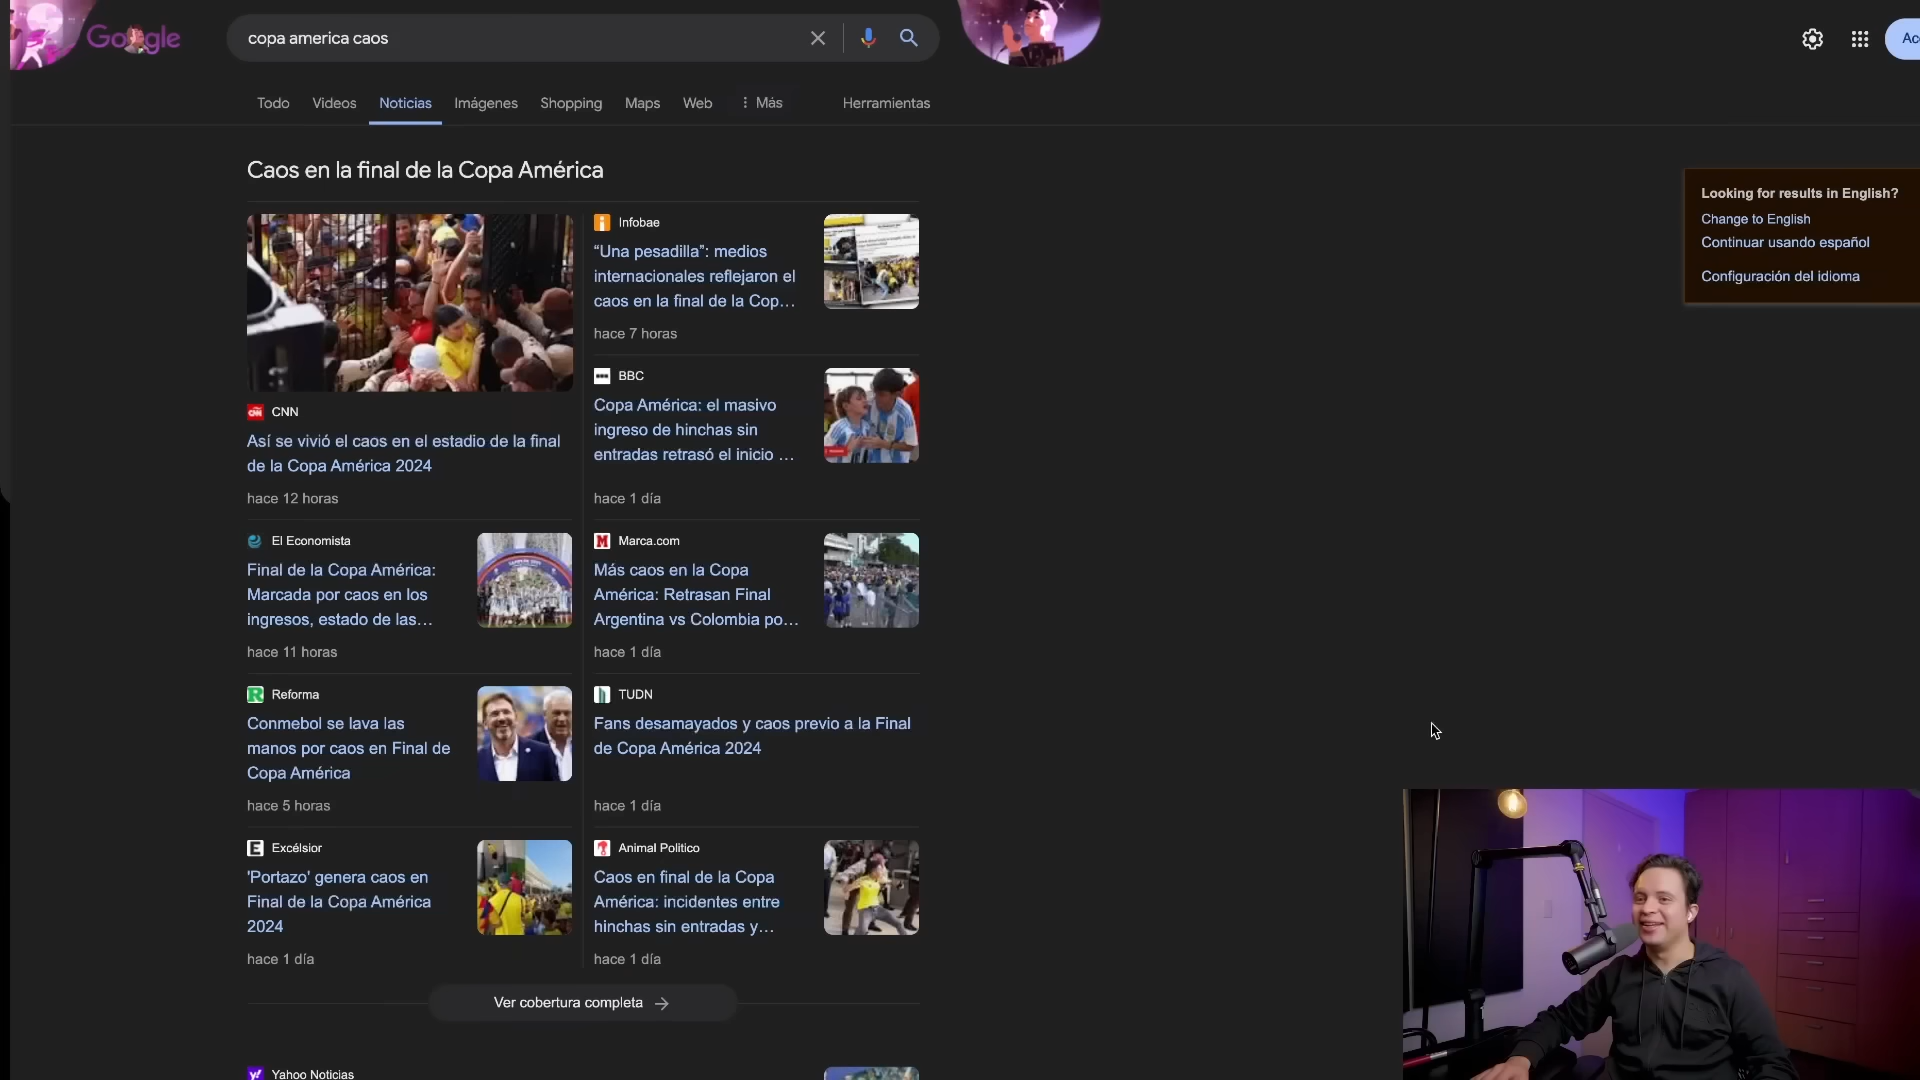 Google
copa america caos
Acc
Todo
Videos
Noticias
Imágenes
Shopping
Maps
Web
Más
Herramientas
Caos en la final de la Copa América
CNN
Así se vivió el caos en el estadio de la final
de la Copa América 2024
hace 12 horas
Infobae
“Una pesadilla”: medios
internacionales reflejaron el
caos en la final de la Cop...
hace 7 horas
BBC
Copa América: el masivo
ingreso de hinchas sin
entradas retrasó el inicio ...
hace 1 día
El Economista
Final de la Copa América:
Marcada por caos en los
ingresos, estado de las...
hace 11 horas
Marca.com
Más caos en la Copa
América: Retrasan Final
Argentina vs Colombia po...
hace 1 día
Reforma
Conmebol se lava las
manos por caos en Final de
Copa América
hace 5 horas
TUDN
Fans desamayados y caos previo a la Final
de Copa América 2024
hace 1 día
Excélsior
'Portazo' genera caos en
Final de la Copa América
2024
hace 1 día
Animal Politico
Caos en final de la Copa
América: incidentes entre
hinchas sin entradas y...
hace 1 día
Ver cobertura completa
Yahoo Noticias
Looking for results in English?
Change to English
Continuar usando español
Configuración del idioma